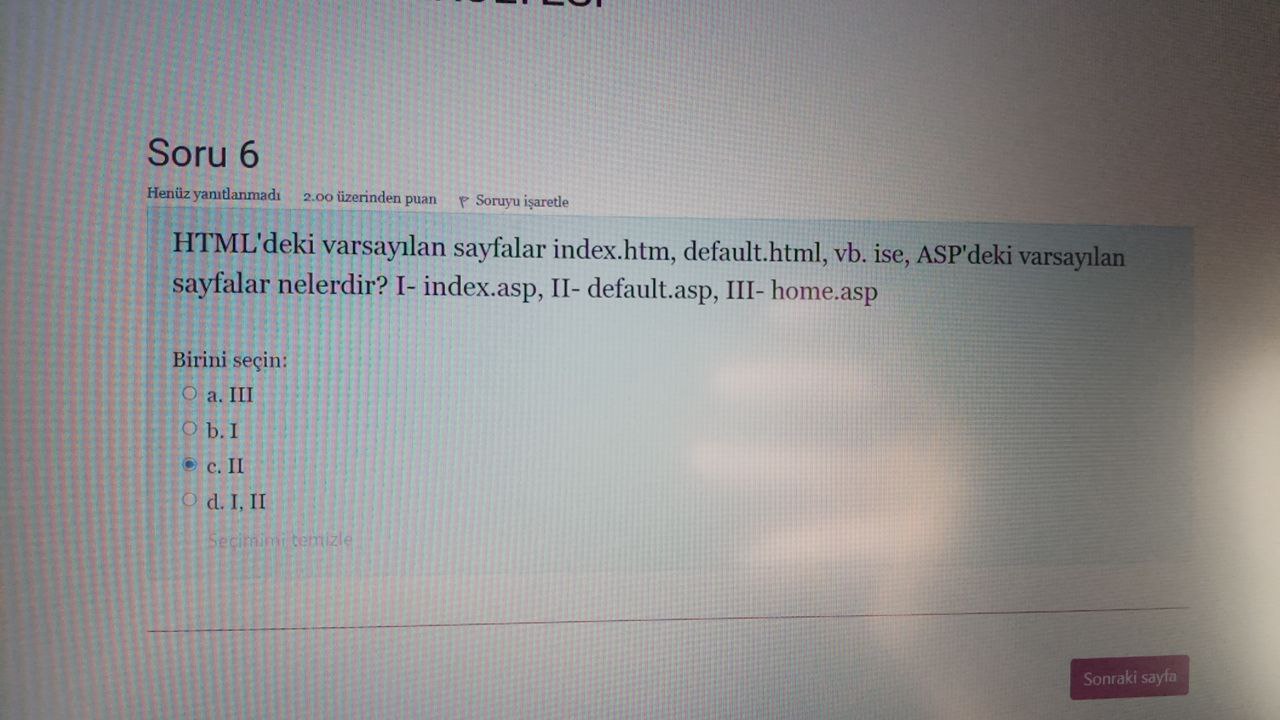 Soru 6
Henüz yanıtlanmadı 2.00 üzerinden puan Soruyu işaretle
HTML'deki varsayılan sayfalar index.htm, default.html, vb. ise, ASP'deki varsayılan
sayfalar nelerdir? I- index.asp, II- default.asp, III- home.asp
Birini seçin:
a. III
b. I
c. II
d. I, II
Seçimimi temizle
Sonraki sayfa